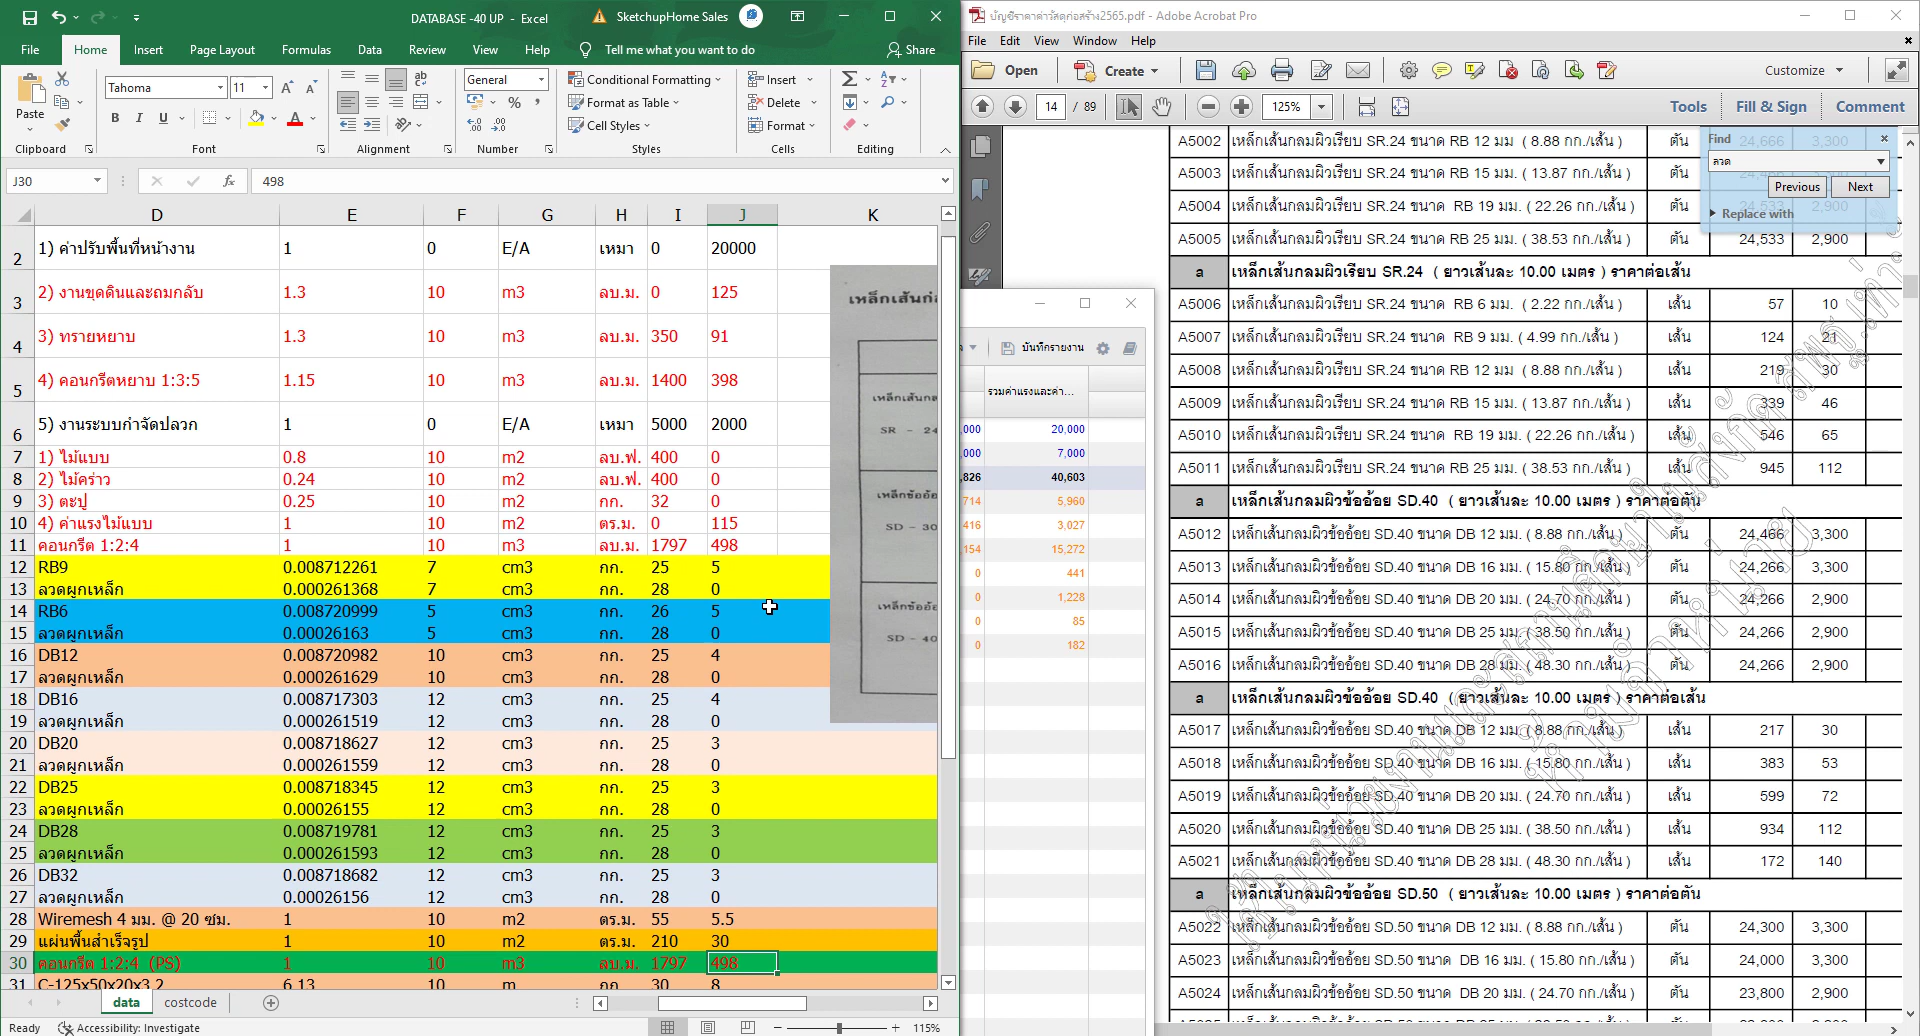 DATABASE -40 UP - Excel
SketchupHome Sales
File Home Insert Page Layout Formulas Data Review View Help Tell me what you want to do Share
Paste
Tahoma 11
B I U
General
Conditional Formatting
Format as Table
Cell Styles
Insert
Delete
Format
Clipboard Font Alignment Number Styles Cells Editing
J30 fx 498
D E F G H I J K
2 1) ค่าปรับพื้นที่หน้างาน 1 0 E/A เหมา 0 20000
3 2) งานขุดดินและถมกลับ 1.3 10 m3 ลบ.ม. 0 125
4 3) ทรายหยาบ 1.3 10 m3 ลบ.ม. 350 91
5 4) คอนกรีตหยาบ 1:3:5 1.15 10 m3 ลบ.ม. 1400 398
6 5) งานระบบกำจัดปลวก 1 0 E/A เหมา 5000 2000
7 1) ไม้แบบ 0.8 10 m2 ลบ.ฟ. 400 0
8 2) ไม้คร่าว 0.24 10 m2 ลบ.ฟ. 400 0
9 3) ตะปู 0.25 10 m2 กก. 32 0
10 4) ค่าแรงไม้แบบ 1 10 m2 ตร.ม. 0 115
11 คอนกรีต 1:2:4 1 10 m3 ลบ.ม. 1797 498
12 RB9 0.008712261 7 cm3 กก. 25 5
13 ลวดผูกเหล็ก 0.000261368 7 cm3 กก. 28 0
14 RB6 0.008720999 5 cm3 กก. 26 5
15 ลวดผูกเหล็ก 0.00026163 5 cm3 กก. 28 0
16 DB12 0.008720982 10 cm3 กก. 25 4
17 ลวดผูกเหล็ก 0.000261629 10 cm3 กก. 28 0
18 DB16 0.008717303 12 cm3 กก. 25 4
19 ลวดผูกเหล็ก 0.000261519 12 cm3 กก. 28 0
20 DB20 0.008718627 12 cm3 กก. 25 3
21 ลวดผูกเหล็ก 0.000261559 12 cm3 กก. 28 0
22 DB25 0.008718345 12 cm3 กก. 25 3
23 ลวดผูกเหล็ก 0.00026155 12 cm3 กก. 28 0
24 DB28 0.008719781 12 cm3 กก. 25 3
25 ลวดผูกเหล็ก 0.000261593 12 cm3 กก. 28 0
26 DB32 0.008718682 12 cm3 กก. 25 3
27 ลวดผูกเหล็ก 0.00026156 12 cm3 กก. 28 0
28 Wiremesh 4 มม. @ 20 ซม. 1 10 m2 ตร.ม. 55 5.5
29 แผ่นพื้นสำเร็จรูป 1 10 m2 ตร.ม. 210 30
30 คอนกรีต 1:2:4 (PS) 1 10 m3 ลบ.ม. 1797 498
31 C-125x50x20x3.2 6.13 10 m กก 30 8
SR - 24
SD - 30
SD - 40
data costcode
Ready Accessibility: Investigate 115%
บันทึกรายงาน
รวมค่าแรงและค่า...
,000 20,000
,000 7,000
,826 40,603
714 5,960
416 3,027
,154 15,272
0 441
0 1,228
0 85
0 182
บัญชีราคาค่าวัสดุก่อสร้าง2565.pdf - Adobe Acrobat Pro
File Edit View Window Help
Open Create Customize
14 / 89 125% Tools Fill & Sign Comment
Find
ลวด
Previous Next
Replace with
A5002 เหล็กเส้นกลมผิวเรียบ SR.24 ขนาด RB 12 มม ( 8.88 กก./เส้น ) ตัน 24,666 3,300
A5003 เหล็กเส้นกลมผิวเรียบ SR.24 ขนาด RB 15 มม. ( 13.87 กก./เส้น ) ตัน
A5004 เหล็กเส้นกลมผิวเรียบ SR.24 ขนาด RB 19 มม. ( 22.26 กก./เส้น ) ตัน 24,533 2,900
A5005 เหล็กเส้นกลมผิวเรียบ SR.24 ขนาด RB 25 มม. ( 38.53 กก./เส้น ) ตัน 24,533 2,900
a เหล็กเส้นกลมผิวเรียบ SR.24 ( ยาวเส้นละ 10.00 เมตร ) ราคาต่อเส้น
A5006 เหล็กเส้นกลมผิวเรียบ SR.24 ขนาด RB 6 มม. ( 2.22 กก./เส้น ) เส้น 57 10
A5007 เหล็กเส้นกลมผิวเรียบ SR.24 ขนาด RB 9 มม. ( 4.99 กก./เส้น ) เส้น 124 21
A5008 เหล็กเส้นกลมผิวเรียบ SR.24 ขนาด RB 12 มม. ( 8.88 กก./เส้น ) เส้น 219 30
A5009 เหล็กเส้นกลมผิวเรียบ SR.24 ขนาด RB 15 มม. ( 13.87 กก./เส้น ) เส้น 339 46
A5010 เหล็กเส้นกลมผิวเรียบ SR.24 ขนาด RB 19 มม. ( 22.26 กก./เส้น ) เส้น 546 65
A5011 เหล็กเส้นกลมผิวเรียบ SR.24 ขนาด RB 25 มม. ( 38.53 กก./เส้น ) เส้น 945 112
a เหล็กเส้นกลมผิวข้ออ้อย SD.40 ( ยาวเส้นละ 10.00 เมตร ) ราคาต่อตัน
A5012 เหล็กเส้นกลมผิวข้ออ้อย SD.40 ขนาด DB 12 มม. ( 8.88 กก./เส้น ) ตัน 24,466 3,300
A5013 เหล็กเส้นกลมผิวข้ออ้อย SD.40 ขนาด DB 16 มม. ( 15.80 กก./เส้น ) ตัน 24,266 3,300
A5014 เหล็กเส้นกลมผิวข้ออ้อย SD.40 ขนาด DB 20 มม. ( 24.70 กก./เส้น ) ตัน 24,266 2,900
A5015 เหล็กเส้นกลมผิวข้ออ้อย SD.40 ขนาด DB 25 มม. ( 38.50 กก./เส้น ) ตัน 24,266 2,900
A5016 เหล็กเส้นกลมผิวข้ออ้อย SD.40 ขนาด DB 28 มม. ( 48.30 กก./เส้น ) ตัน 24,266 2,900
a เหล็กเส้นกลมผิวข้ออ้อย SD.40 ( ยาวเส้นละ 10.00 เมตร ) ราคาต่อเส้น
A5017 เหล็กเส้นกลมผิวข้ออ้อย SD.40 ขนาด DB 12 มม. ( 8.88 กก./เส้น ) เส้น 217 30
A5018 เหล็กเส้นกลมผิวข้ออ้อย SD.40 ขนาด DB 16 มม. ( 15.80 กก./เส้น ) เส้น 383 53
A5019 เหล็กเส้นกลมผิวข้ออ้อย SD.40 ขนาด DB 20 มม. ( 24.70 กก./เส้น ) เส้น 599 72
A5020 เหล็กเส้นกลมผิวข้ออ้อย SD.40 ขนาด DB 25 มม. ( 38.50 กก./เส้น ) เส้น 934 112
A5021 เหล็กเส้นกลมผิวข้ออ้อย SD.40 ขนาด DB 28 มม. ( 48.30 กก./เส้น ) เส้น 172 140
a เหล็กเส้นกลมผิวข้ออ้อย SD.50 ( ยาวเส้นละ 10.00 เมตร ) ราคาต่อตัน
A5022 เหล็กเส้นกลมผิวข้ออ้อย SD.50 ขนาด DB 12 มม. ( 8.88 กก./เส้น ) ตัน 24,300 3,300
A5023 เหล็กเส้นกลมผิวข้ออ้อย SD.50 ขนาด DB 16 มม. ( 15.80 กก./เส้น ) ตัน 24,000 3,300
A5024 เหล็กเส้นกลมผิวข้ออ้อย SD.50 ขนาด DB 20 มม. ( 24.70 กก./เส้น ) ตัน 23,800 2,900